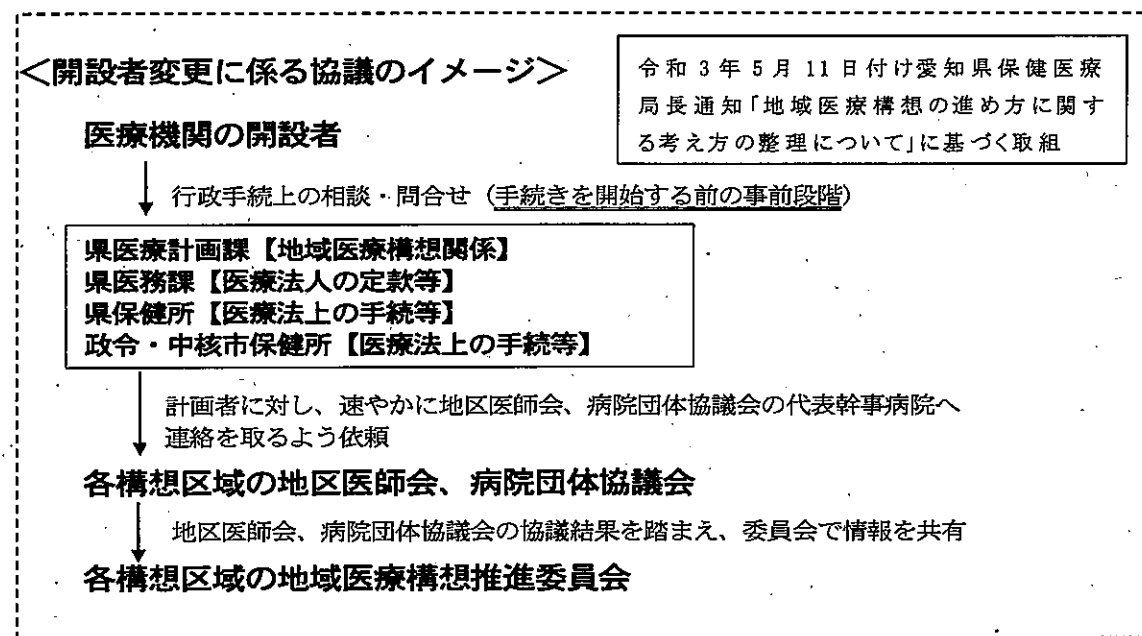 ＜開設者変更に係る協議のイメージ＞
令和3年5月11日付け愛知県保健医療
局長通知「地域医療構想の進め方に関す
る考え方の整理について」に基づく取組
医療機関の開設者
行政手続上の相談・問合せ（手続きを開始する前の事前段階）
県医療計画課【地域医療構想関係】
県医務課【医療法人の定款等】
県保健所【医療法上の手続等】
政令・中核市保健所【医療法上の手続等】
計画者に対し、速やかに地区医師会、病院団体協議会の代表幹事病院へ
連絡を取るよう依頼
各構想区域の地区医師会、病院団体協議会
地区医師会、病院団体協議会の協議結果を踏まえ、委員会で情報を共有
各構想区域の地域医療構想推進委員会